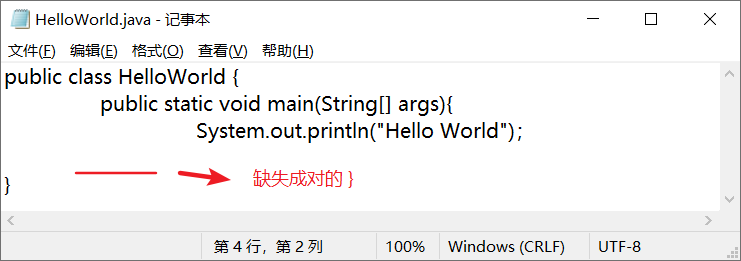 HelloWorld.java - 记事本
文件(F) 编辑(E) 格式(O) 查看(V) 帮助(H)
public class HelloWorld {
public static void main(String[] args){
System.out.println("Hello World");
缺失成对的 }
}
第 4 行，第 2 列 100% Windows (CRLF) UTF-8